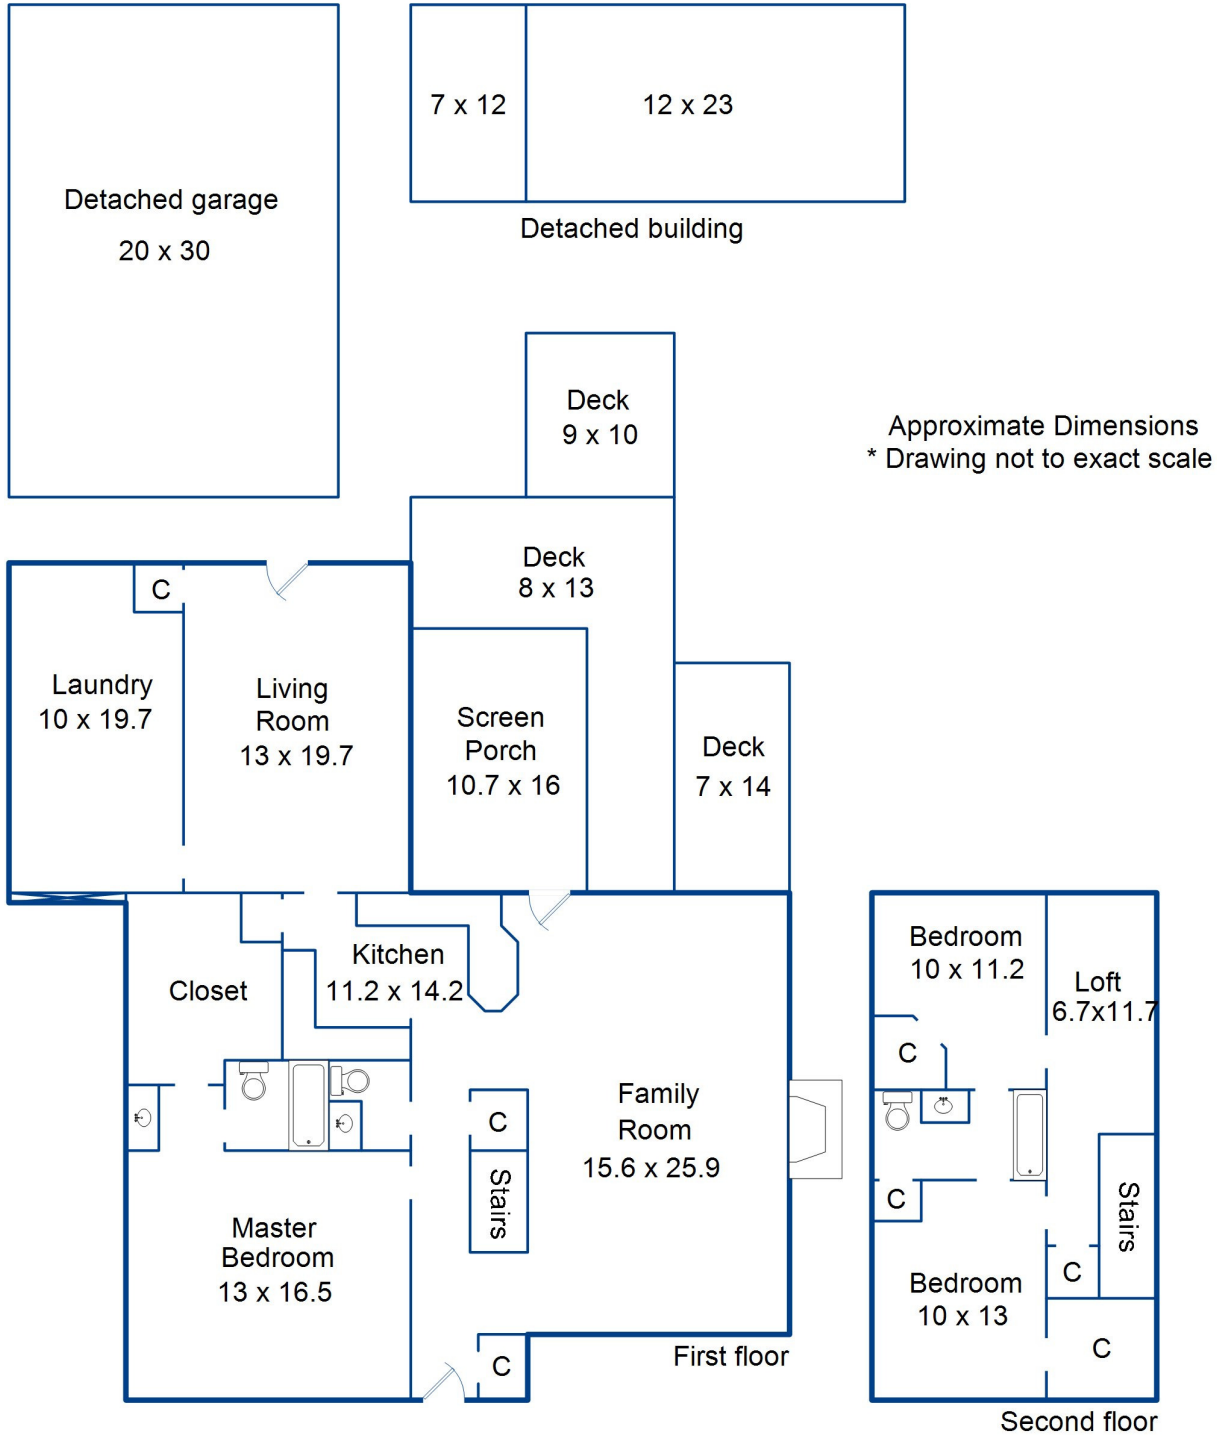 Detached garage
20 x 30
7 x 12
12 x 23
Detached building
Deck
9 x 10
Approximate Dimensions
* Drawing not to exact scale
Deck
8 x 13
C
Laundry
10 x 19.7
Living
Room
13 x 19.7
Screen
Porch
10.7 x 16
Deck
7 x 14
Closet
Kitchen
11.2 x 14.2
Family
Room
15.6 x 25.9
C
Stairs
Master
Bedroom
13 x 16.5
C
First floor
Bedroom
10 x 11.2
Loft
6.7x11.7
C
C
Stairs
C
Bedroom
10 x 13
C
Second floor